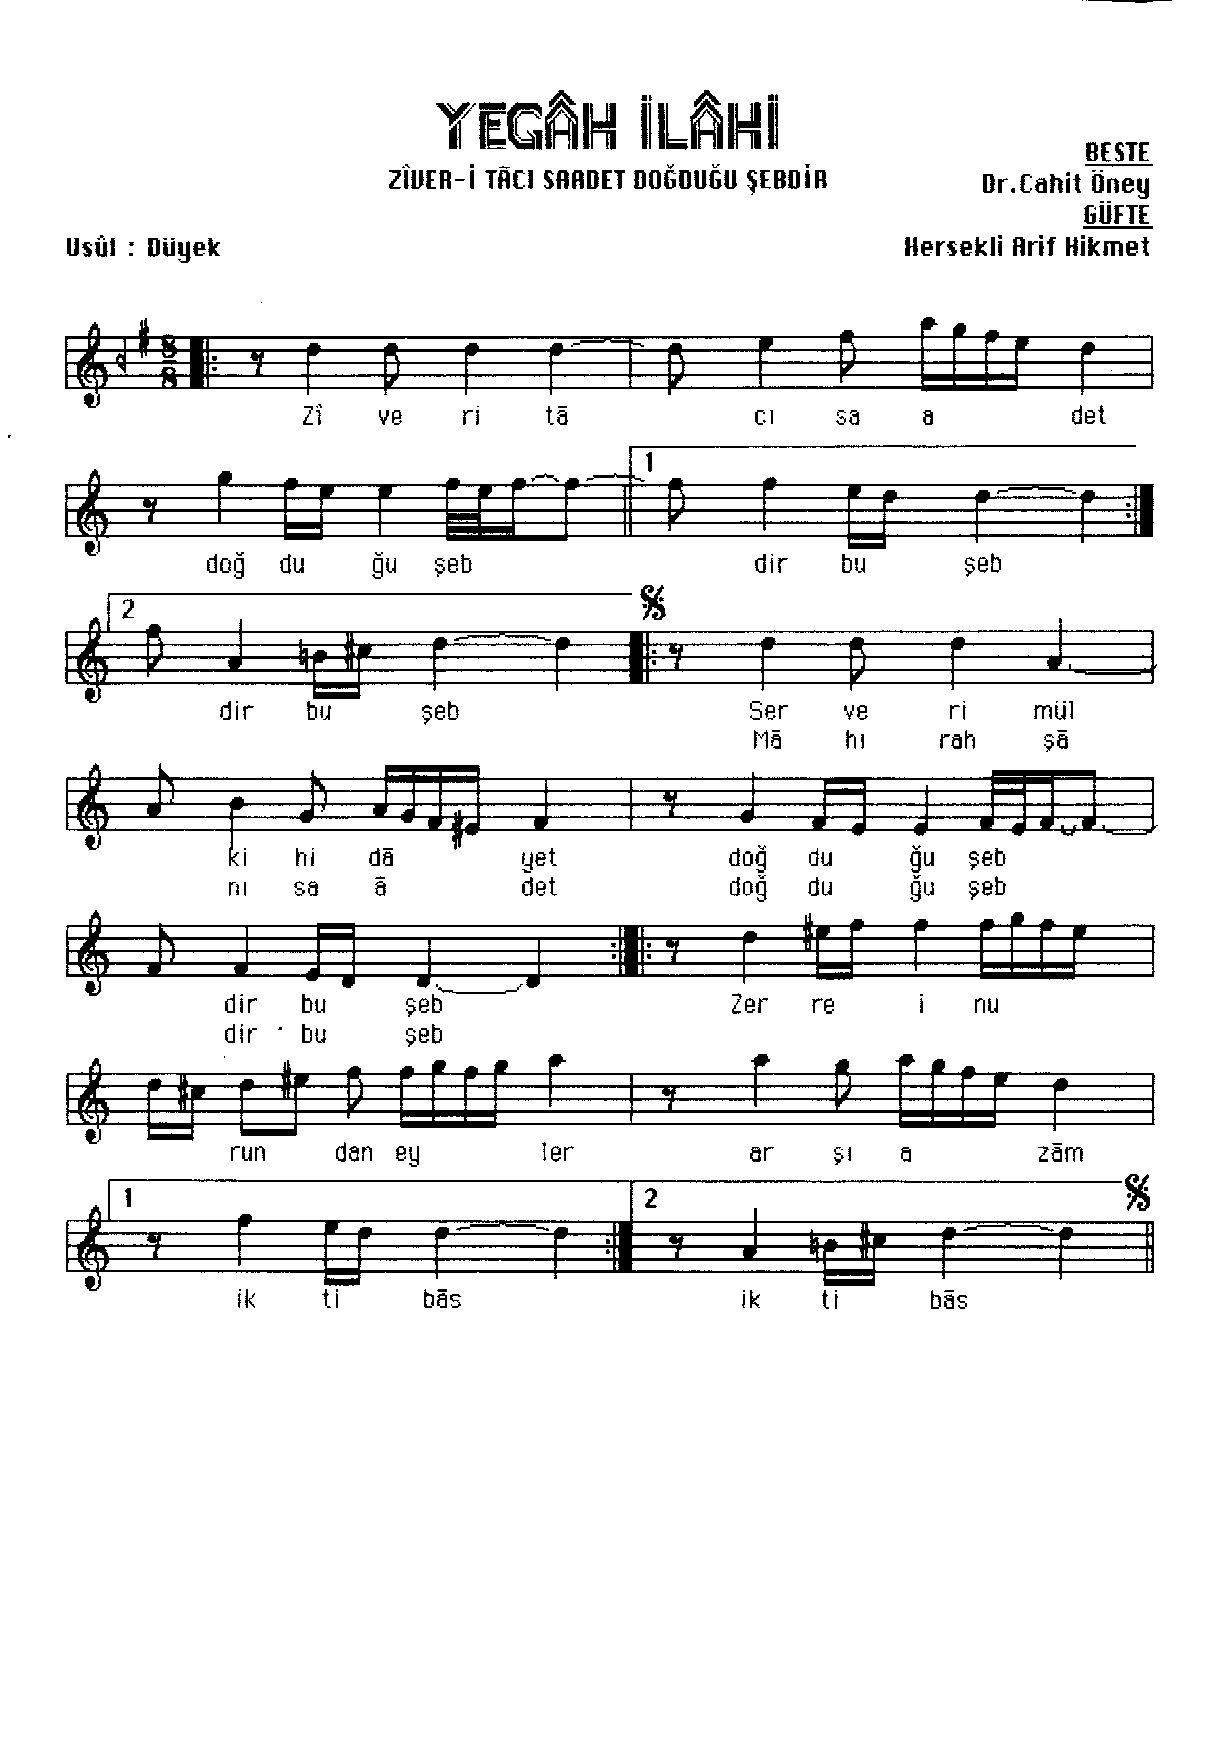 YEGÂH İLÂHİ
ZÎVER-İ TĀCI SAADET DOĞDUĞU ŞEBDİR
BESTE
Dr.Cahit Öney
GÜFTE
Usûl : Düyek
Hersekli Arif Hikmet
8
8
Zî ve ri tā cı sa a det
1
doğ du ğu şeb dir bu şeb
2
dir bu şeb Ser ve ri mül
Mā hı rah şā
ki hi dā yet doğ du ğu şeb
nı sa ā det doğ du ğu şeb
dir bu şeb Zer re i nu
dir bu şeb
run dan ey ler ar şı a zām
1 2
ik ti bās ik ti bās